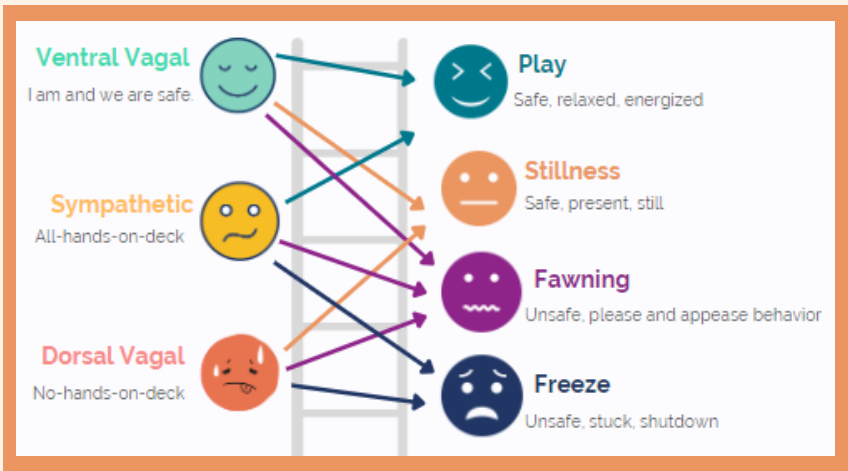 Ventral Vagal
I am and we are safe.
Sympathetic
All-hands-on-deck
Dorsal Vagal
No-hands-on-deck
Play
Safe, relaxed, energized
Stillness
Safe, present, still
Fawning
Unsafe, please and appease behavior
Freeze
Unsafe, stuck, shutdown